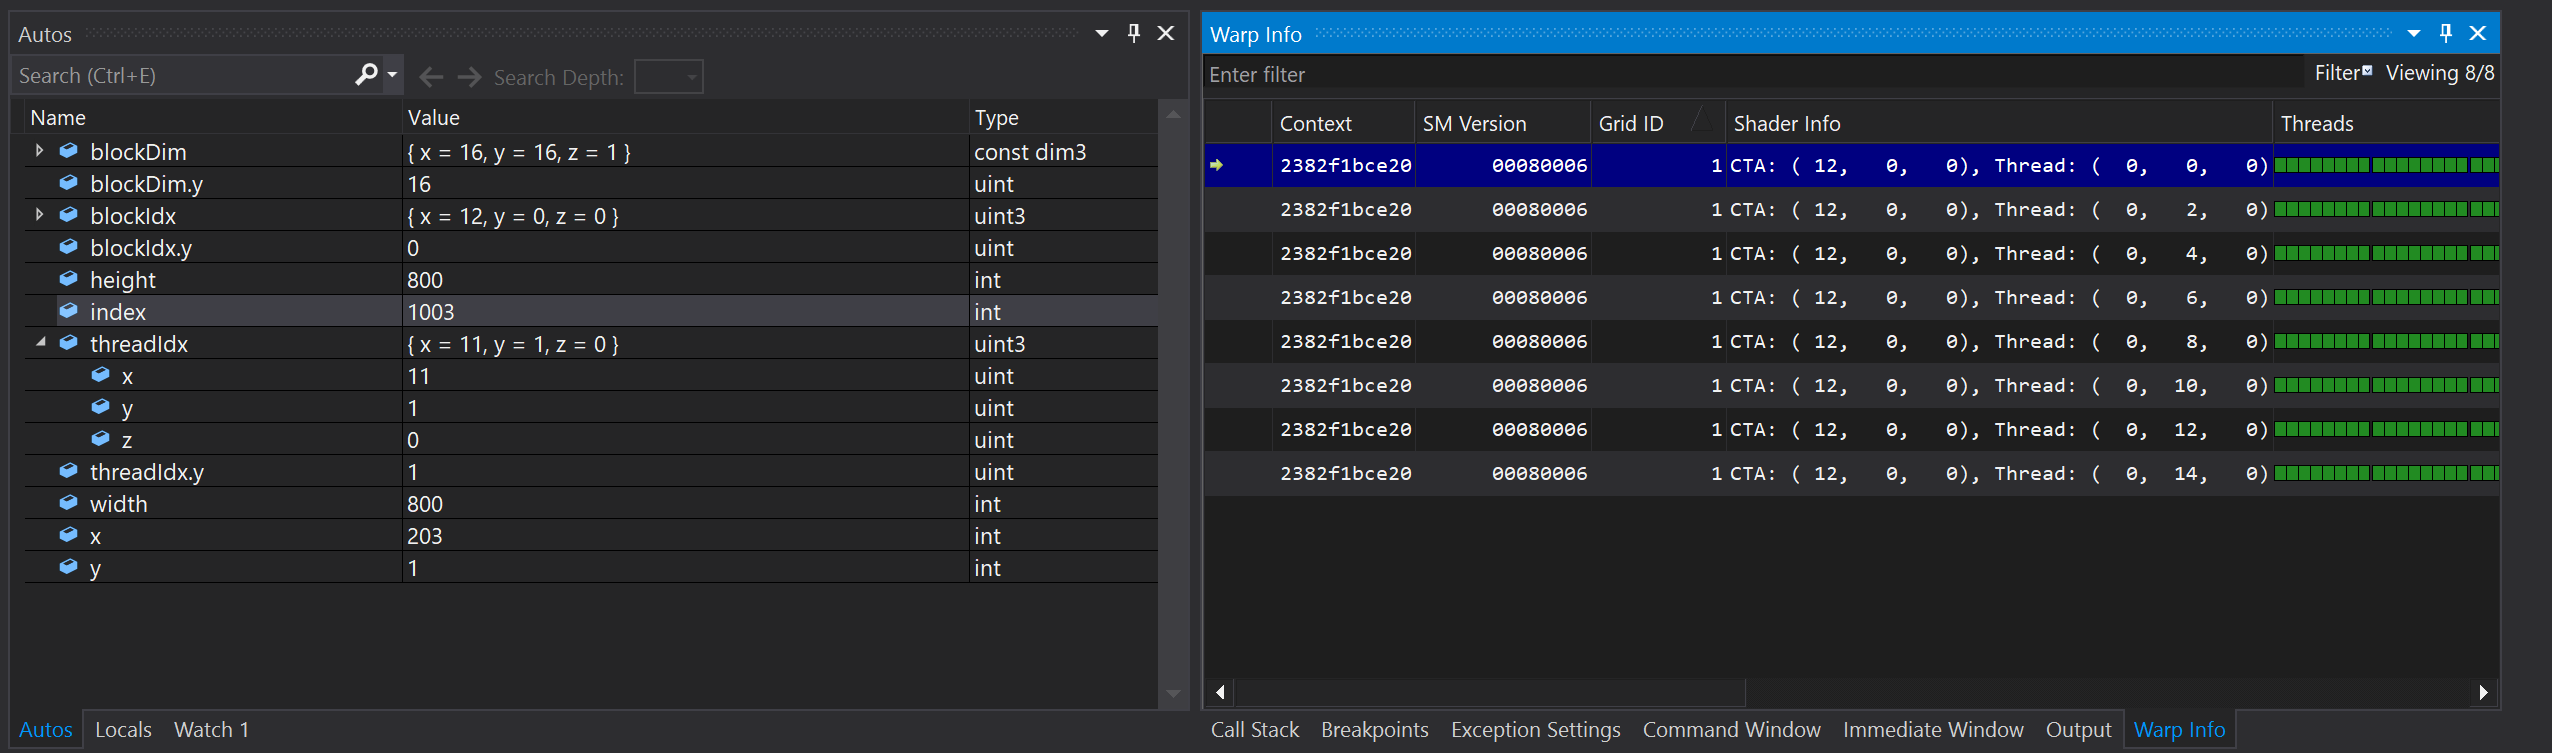 Autos
Search (Ctrl+E) Search Depth:
Name Value Type
blockDim { x = 16, y = 16, z = 1 } const dim3
blockDim.y 16 uint
blockIdx { x = 12, y = 0, z = 0 } uint3
blockIdx.y 0 uint
height 800 int
index 1003 int
threadIdx { x = 11, y = 1, z = 0 } uint3
x 11 uint
y 1 uint
z 0 uint
threadIdx.y 1 uint
width 800 int
x 203 int
y 1 int
Autos Locals Watch 1
Warp Info
Enter filter Filter Viewing 8/8
Context SM Version Grid ID Shader Info Threads
2382f1bce20 00080006 1 CTA: ( 12, 0, 0), Thread: ( 0, 0, 0)
2382f1bce20 00080006 1 CTA: ( 12, 0, 0), Thread: ( 0, 2, 0)
2382f1bce20 00080006 1 CTA: ( 12, 0, 0), Thread: ( 0, 4, 0)
2382f1bce20 00080006 1 CTA: ( 12, 0, 0), Thread: ( 0, 6, 0)
2382f1bce20 00080006 1 CTA: ( 12, 0, 0), Thread: ( 0, 8, 0)
2382f1bce20 00080006 1 CTA: ( 12, 0, 0), Thread: ( 0, 10, 0)
2382f1bce20 00080006 1 CTA: ( 12, 0, 0), Thread: ( 0, 12, 0)
2382f1bce20 00080006 1 CTA: ( 12, 0, 0), Thread: ( 0, 14, 0)
Call Stack Breakpoints Exception Settings Command Window Immediate Window Output Warp Info